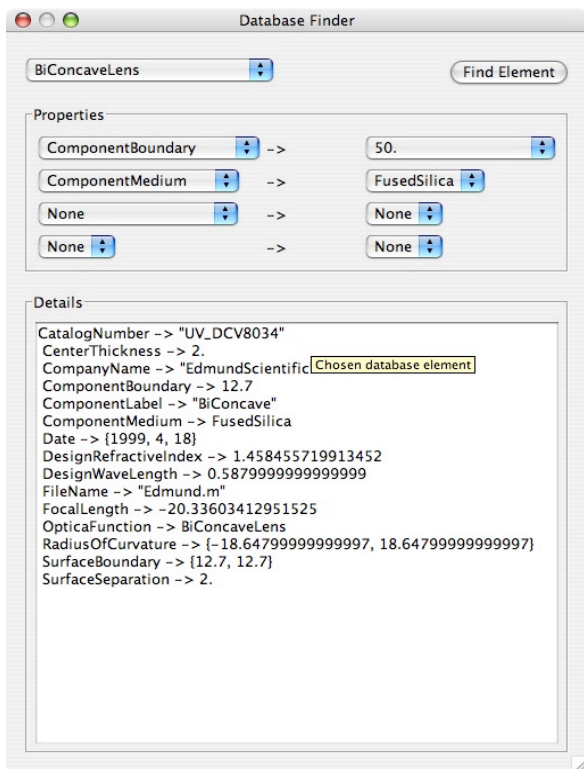 Database Finder
BiConcaveLens
Find Element
Properties
ComponentBoundary -> 50.
ComponentMedium -> FusedSilica
None -> None
None -> None
Details
CatalogNumber -> "UV_DCV8034"
CenterThickness -> 2.
CompanyName -> "EdmundScientific
Chosen database element
ComponentBoundary -> 12.7
ComponentLabel -> "BiConcave"
ComponentMedium -> FusedSilica
Date -> {1999, 4, 18}
DesignRefractiveIndex -> 1.458455719913452
DesignWaveLength -> 0.5879999999999999
FileName -> "Edmund.m"
FocalLength -> -20.33603412951525
OpticaFunction -> BiConcaveLens
RadiusOfCurvature -> {-18.64799999999997, 18.64799999999997}
SurfaceBoundary -> {12.7, 12.7}
SurfaceSeparation -> 2.